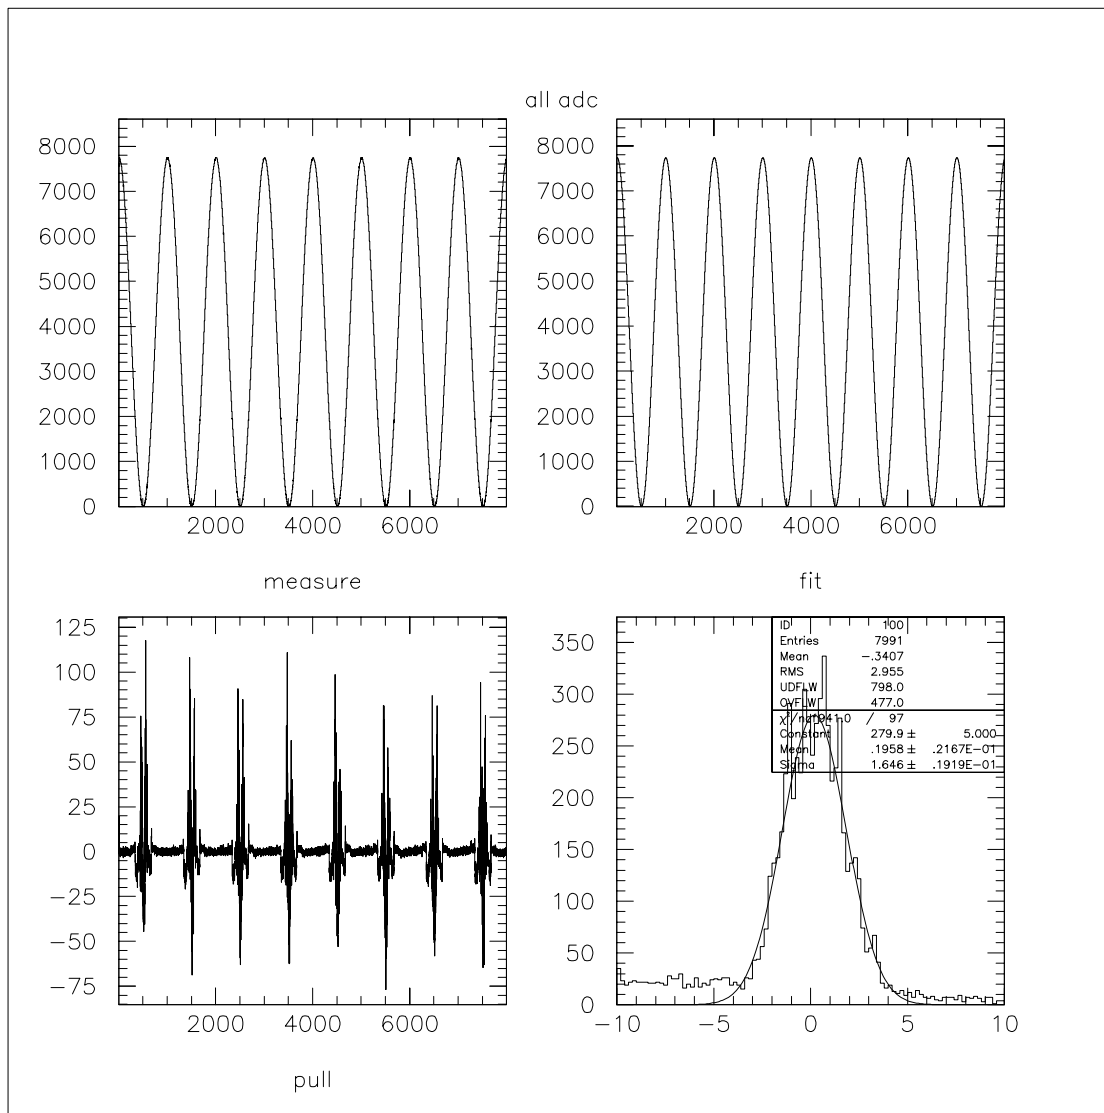 all adc
8000
7000
6000
5000
4000
3000
2000
1000
0
2000 4000 6000
measure
8000
7000
6000
5000
4000
3000
2000
1000
0
2000 4000 6000
fit
125
100
75
50
25
0
−25
−50
−75
2000 4000 6000
pull
350
300
250
200
150
100
50
0
−10 −5 0 5 10
ID 100
Entries 7991
Mean −.3407
RMS 2.955
UDFLW 798.0
OVFLW 477.0
/ 97
Constant 279.9 ± 5.000
Mean .1958 ± .2167E−01
Sigma 1.646 ± .1919E−01